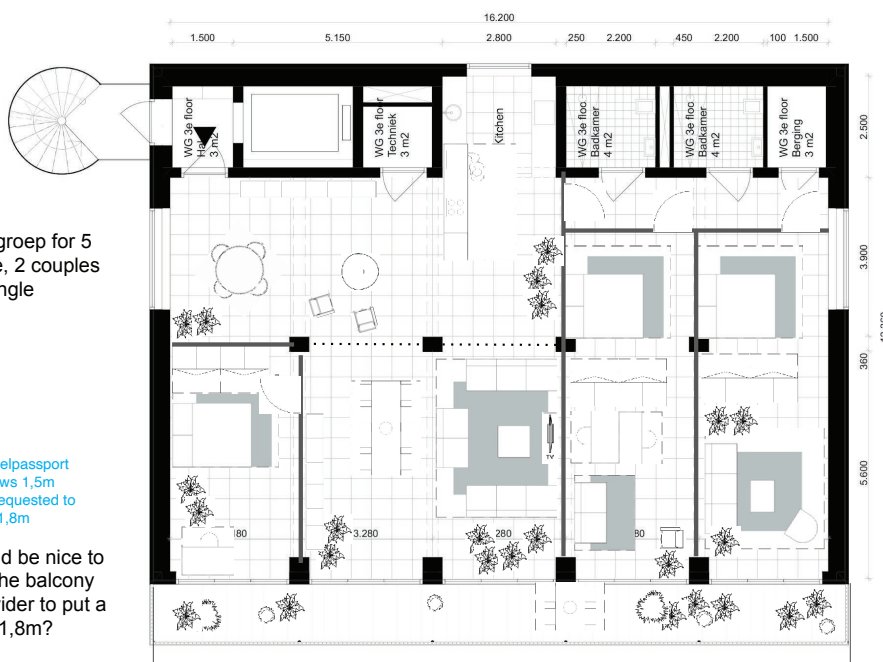 16.200
1.500
5.150
2.800
250
2.200
450
2.200
100
1.500
WG 3e floor
Hal
3 m2
WG 3e floor
Techniek
3 m2
Kitchen
WG 3e floc
Badkamer
4 m2
WG 3e floc
Badkamer
4 m2
WG 3e floor
Berging
3 m2
2.500
3.900
360
5.600
groep for 5
e, 2 couples
ngle
elpassport
ws 1,5m
equested to
1,8m
d be nice to
he balcony
ider to put a
1,8m?
TV
80
3.280
280
80